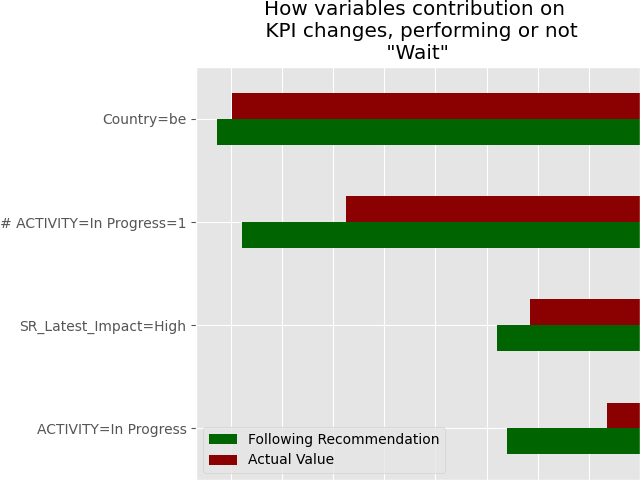 How variables contribution on
KPI changes, performing or not
"Wait"
Country=be
# ACTIVITY=In Progress=1
SR_Latest_Impact=High
ACTIVITY=In Progress
Following Recommendation
Actual Value